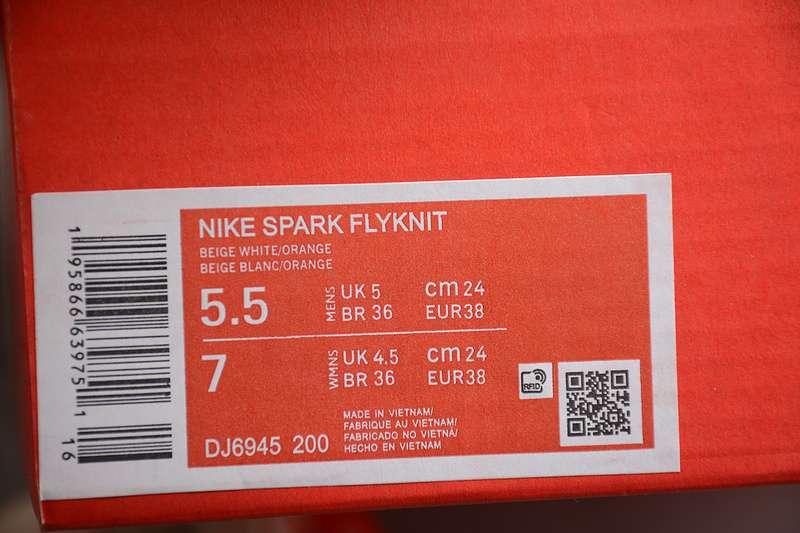 NIKE SPARK FLYKNIT
BEIGE WHITE/ORANGE
BEIGE BLANC/ORANGE
5.5 MENS UK 5 cm 24
BR 36 EUR38
7 WMNS UK 4.5 cm 24
BR 36 EUR38
RFID
MADE IN VIETNAM/
FABRIQUE AU VIETNAM/
FABRICADO NO VIETNÁ/
HECHO EN VIETNAM
DJ6945 200
1 95866 63975 1
16